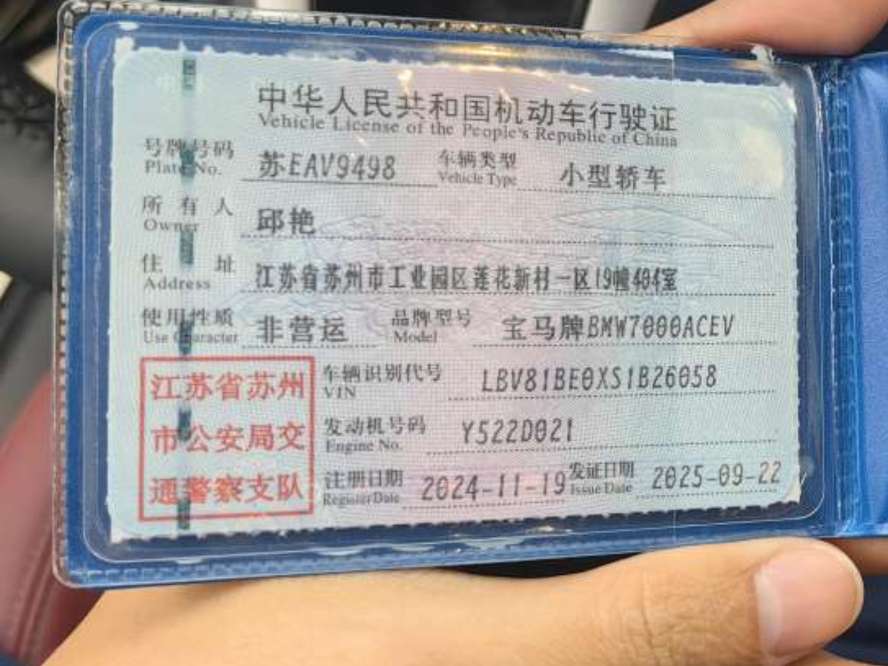 中华人民共和国机动车行驶证
Vehicle License of the People's Republic of China
号牌号码 苏EAV9498 车辆类型 小型轿车
Plate No. Vehicle Type
所有人 邱艳
Owner
住址 江苏省苏州市工业园区莲花新村一区19幢404室
Address
使用性质 非营运 品牌型号 宝马牌BMW7000ACEV
Use Character Model
江苏省苏州
市公安局交
通警察支队
车辆识别代号 LBV81BE0XS1B26058
VIN
发动机号码 Y522D021
Engine No.
注册日期 2024-11-19 发证日期 2025-09-22
Register Date Issue Date